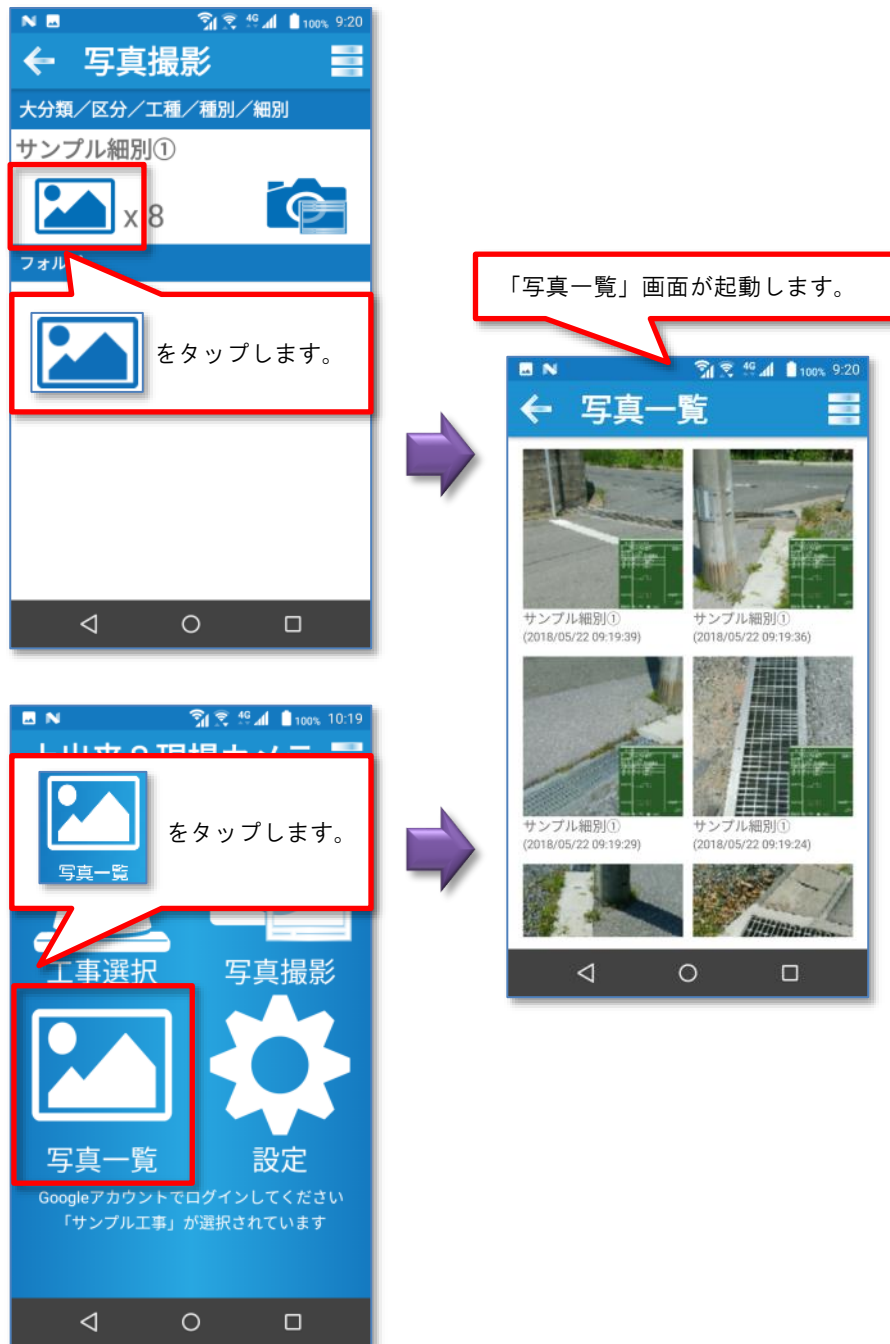 4G 100% 9:20
写真撮影
大分類／区分／工種／種別／細別
サンプル細別①
x 8
フォル
をタップします。
「写真一覧」画面が起動します。
4G 100% 9:20
写真一覧
サンプル細別①
(2018/05/22 09:19:39)
サンプル細別①
(2018/05/22 09:19:36)
サンプル細別①
(2018/05/22 09:19:29)
サンプル細別①
(2018/05/22 09:19:24)
4G 100% 10:19
写真一覧
をタップします。
工事選択
写真撮影
写真一覧
設定
Googleアカウントでログインしてください
「サンプル工事」が選択されています